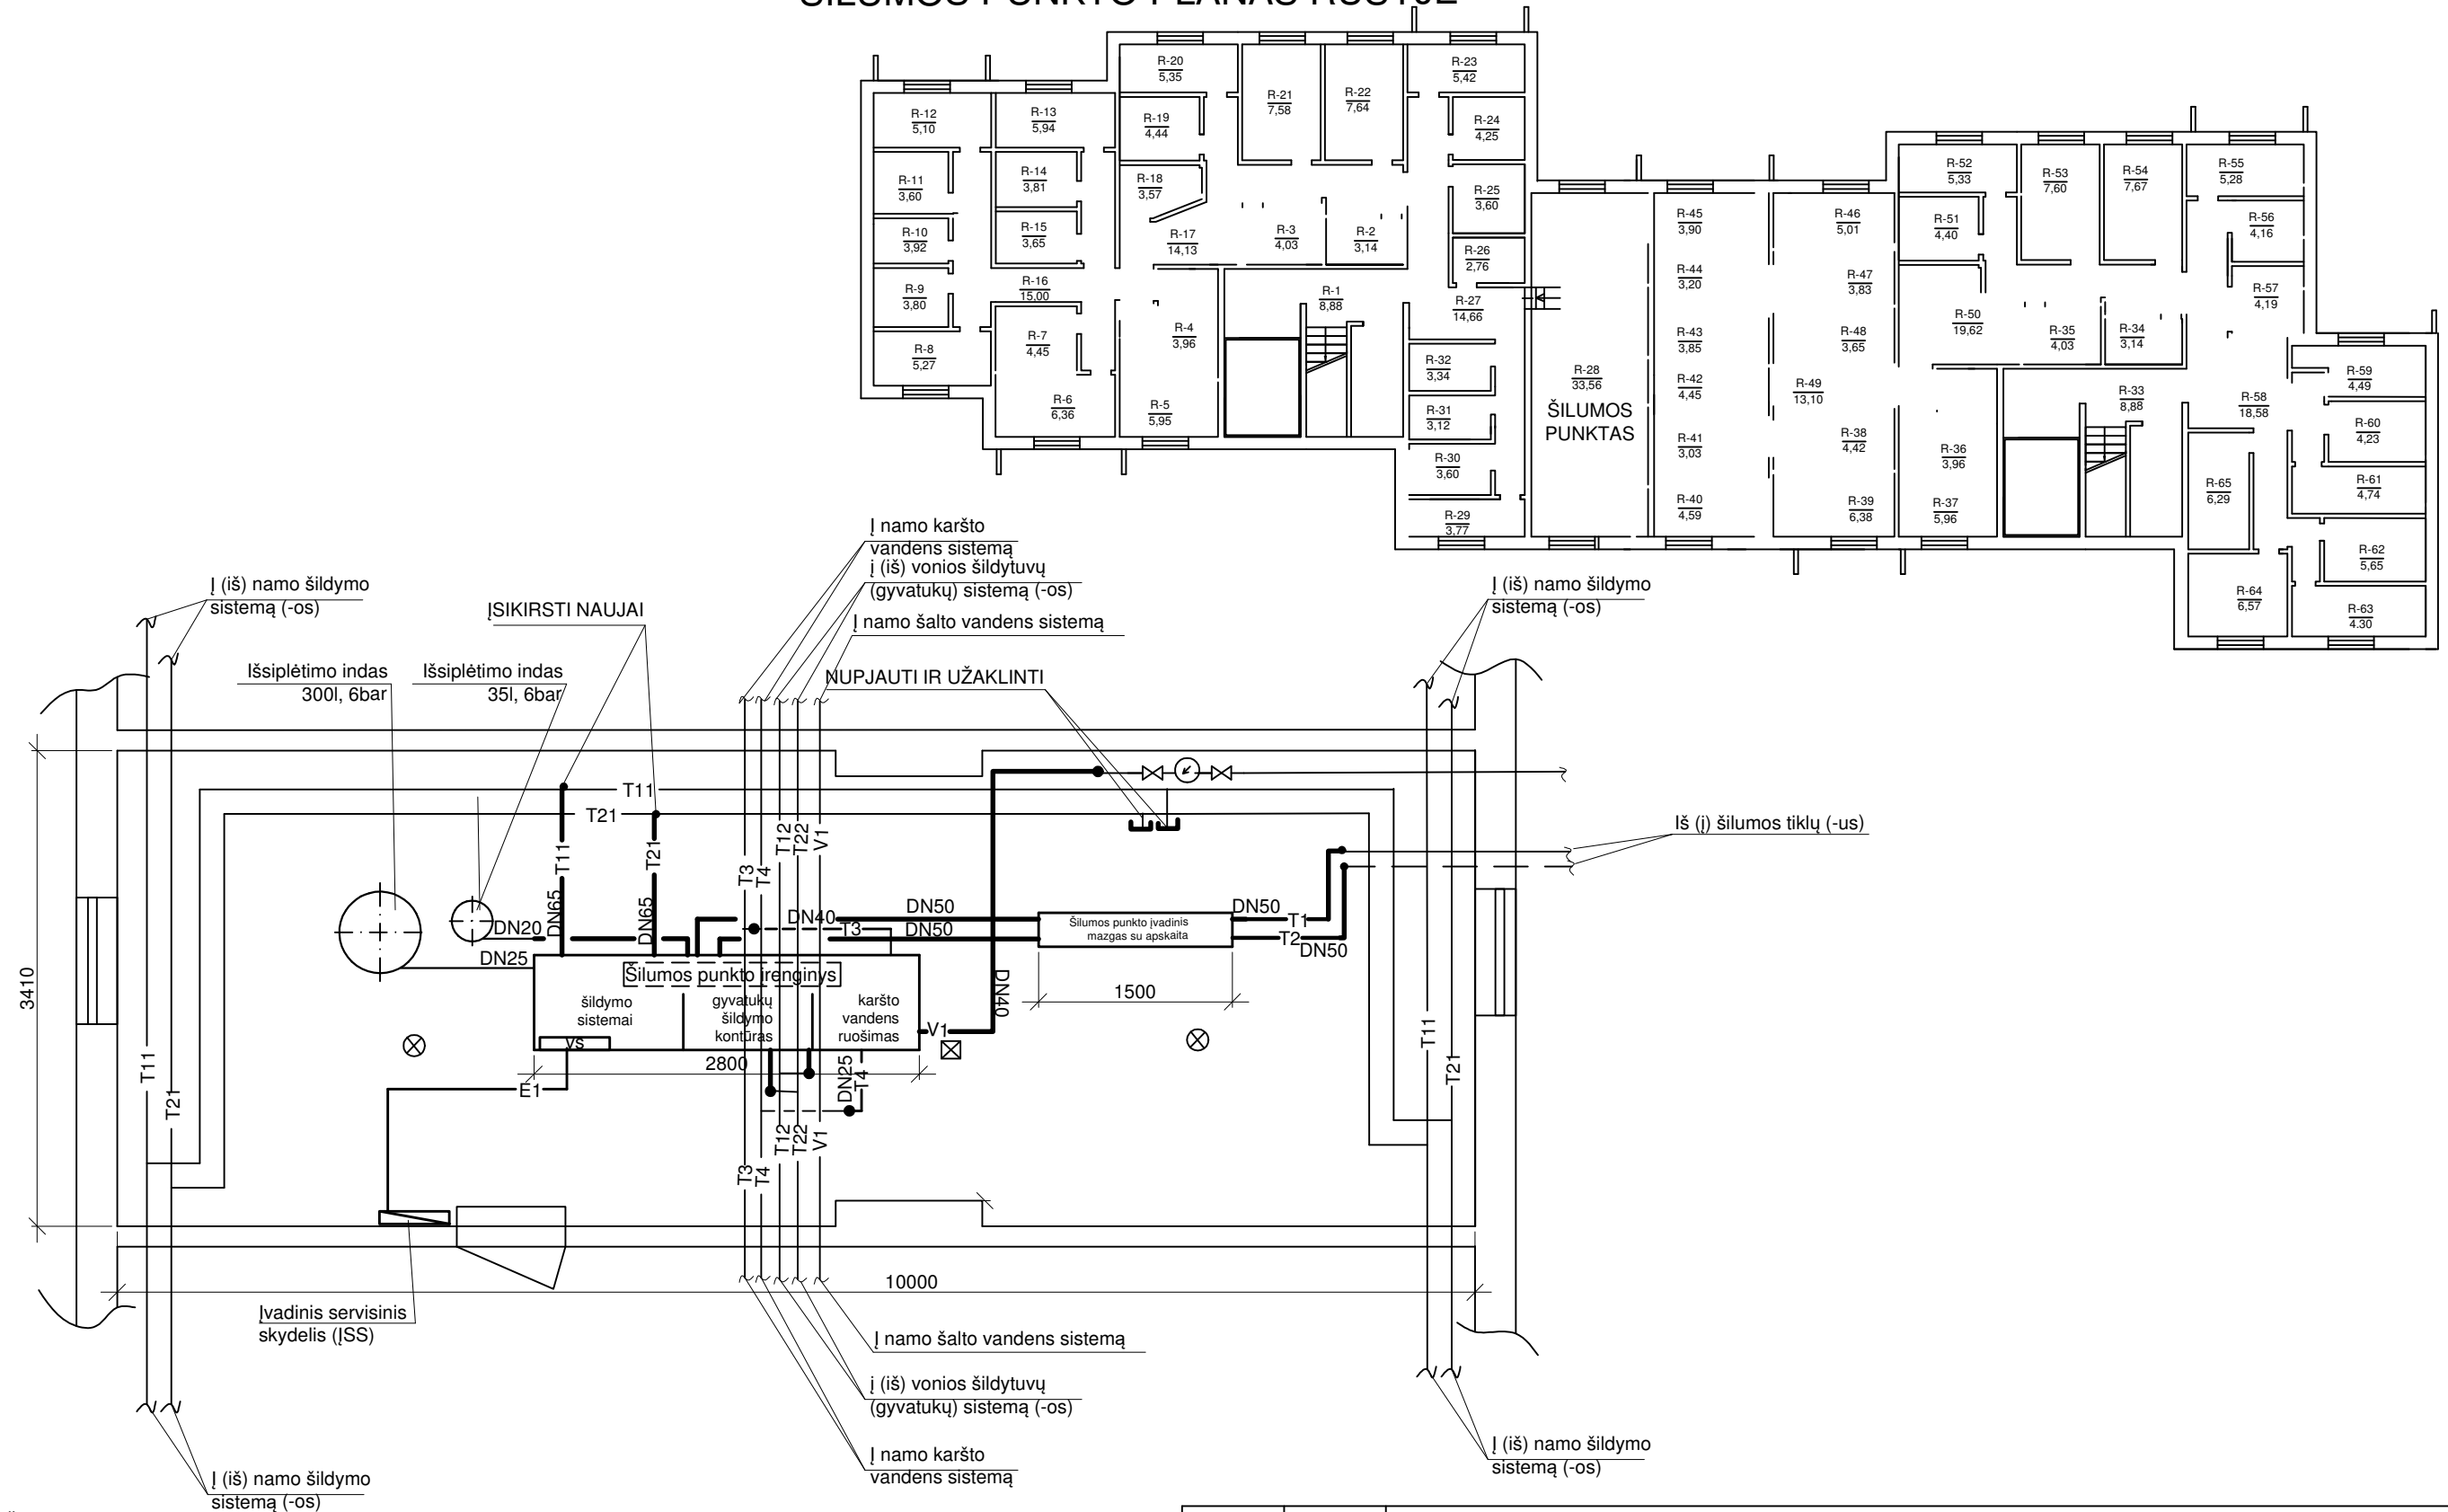 ŠILUMOS PUNKTO PLANAS RŪSYJE
R-20
5,35
R-21
7,58
R-22
7,64
R-23
5,42
R-12
5,10
R-13
5,94
R-19
4,44
R-24
4,25
R-11
3,60
R-14
3,81
R-18
3,57
R-25
3,60
R-10
3,92
R-15
3,65
R-17
14,13
R-3
4,03
R-2
3,14
R-26
2,76
R-9
3,80
R-16
15,00
R-1
8,88
R-27
14,66
R-8
5,27
R-7
4,45
R-4
3,96
R-32
3,34
R-6
6,36
R-5
5,95
R-31
3,12
R-30
3,60
R-29
3,77
R-28
33,56
ŠILUMOS
PUNKTAS
R-45
3,90
R-44
3,20
R-43
3,85
R-42
4,45
R-41
3,03
R-40
4,59
R-46
5,01
R-47
3,83
R-48
3,65
R-49
13,10
R-38
4,42
R-39
6,38
R-52
5,33
R-53
7,60
R-54
7,67
R-55
5,28
R-51
4,40
R-56
4,16
R-57
4,19
R-50
19,62
R-35
4,03
R-34
3,14
R-33
8,88
R-58
18,58
R-59
4,49
R-60
4,23
R-36
3,96
R-37
5,96
R-65
6,29
R-61
4,74
R-62
5,65
R-64
6,57
R-63
4.30
Į namo karšto
vandens sistemą
į (iš) vonios šildytuvų
(gyvatukų) sistemą (-os)
Į namo šalto vandens sistemą
Į (iš) namo šildymo
sistemą (-os)
ĮSIKIRSTI NAUJAI
Į (iš) namo šildymo
sistemą (-os)
Išsiplėtimo indas
300l, 6bar
Išsiplėtimo indas
35l, 6bar
NUPJAUTI IR UŽAKLINTI
Iš (į) šilumos tiklų (-us)
T11
T21
T11
T21
T12
T22
V1
T3
T4
DN65
DN65
DN20
DN25
DN40
T3
DN50
DN50
Šilumos punkto įvadinis
mazgas su apskaita
DN50
T1
T2
DN50
1500
DN40
3410
Šilumos punkto įrenginys
šildymo
sistemai
gyvatukų
šildymo
kontūras
karšto
vandens
ruošimas
VS
V1
2800
E1
DN25
T4
T11
T21
T11
T21
T3
T4
T12
T22
V1
10000
Įvadinis servisinis
skydelis (ĮSS)
Į namo šalto vandens sistemą
į (iš) vonios šildytuvų
(gyvatukų) sistemą (-os)
Į namo karšto
vandens sistemą
Į (iš) namo šildymo
sistemą (-os)
Į (iš) namo šildymo
sistemą (-os)